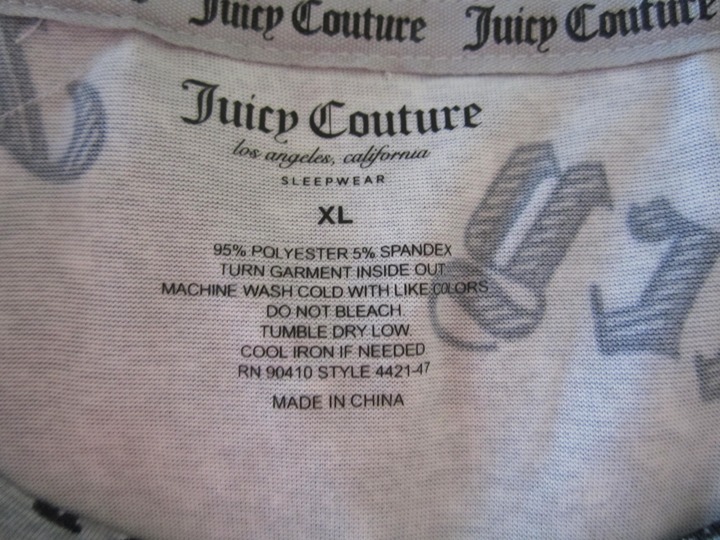 Juicy Couture Juicy Couture
Juicy Couture
los angeles, california
SLEEPWEAR
XL
95% POLYESTER 5% SPANDEX
TURN GARMENT INSIDE OUT
MACHINE WASH COLD WITH LIKE COLORS
DO NOT BLEACH
TUMBLE DRY LOW
COOL IRON IF NEEDED
RN 90410 STYLE 4421-47
MADE IN CHINA